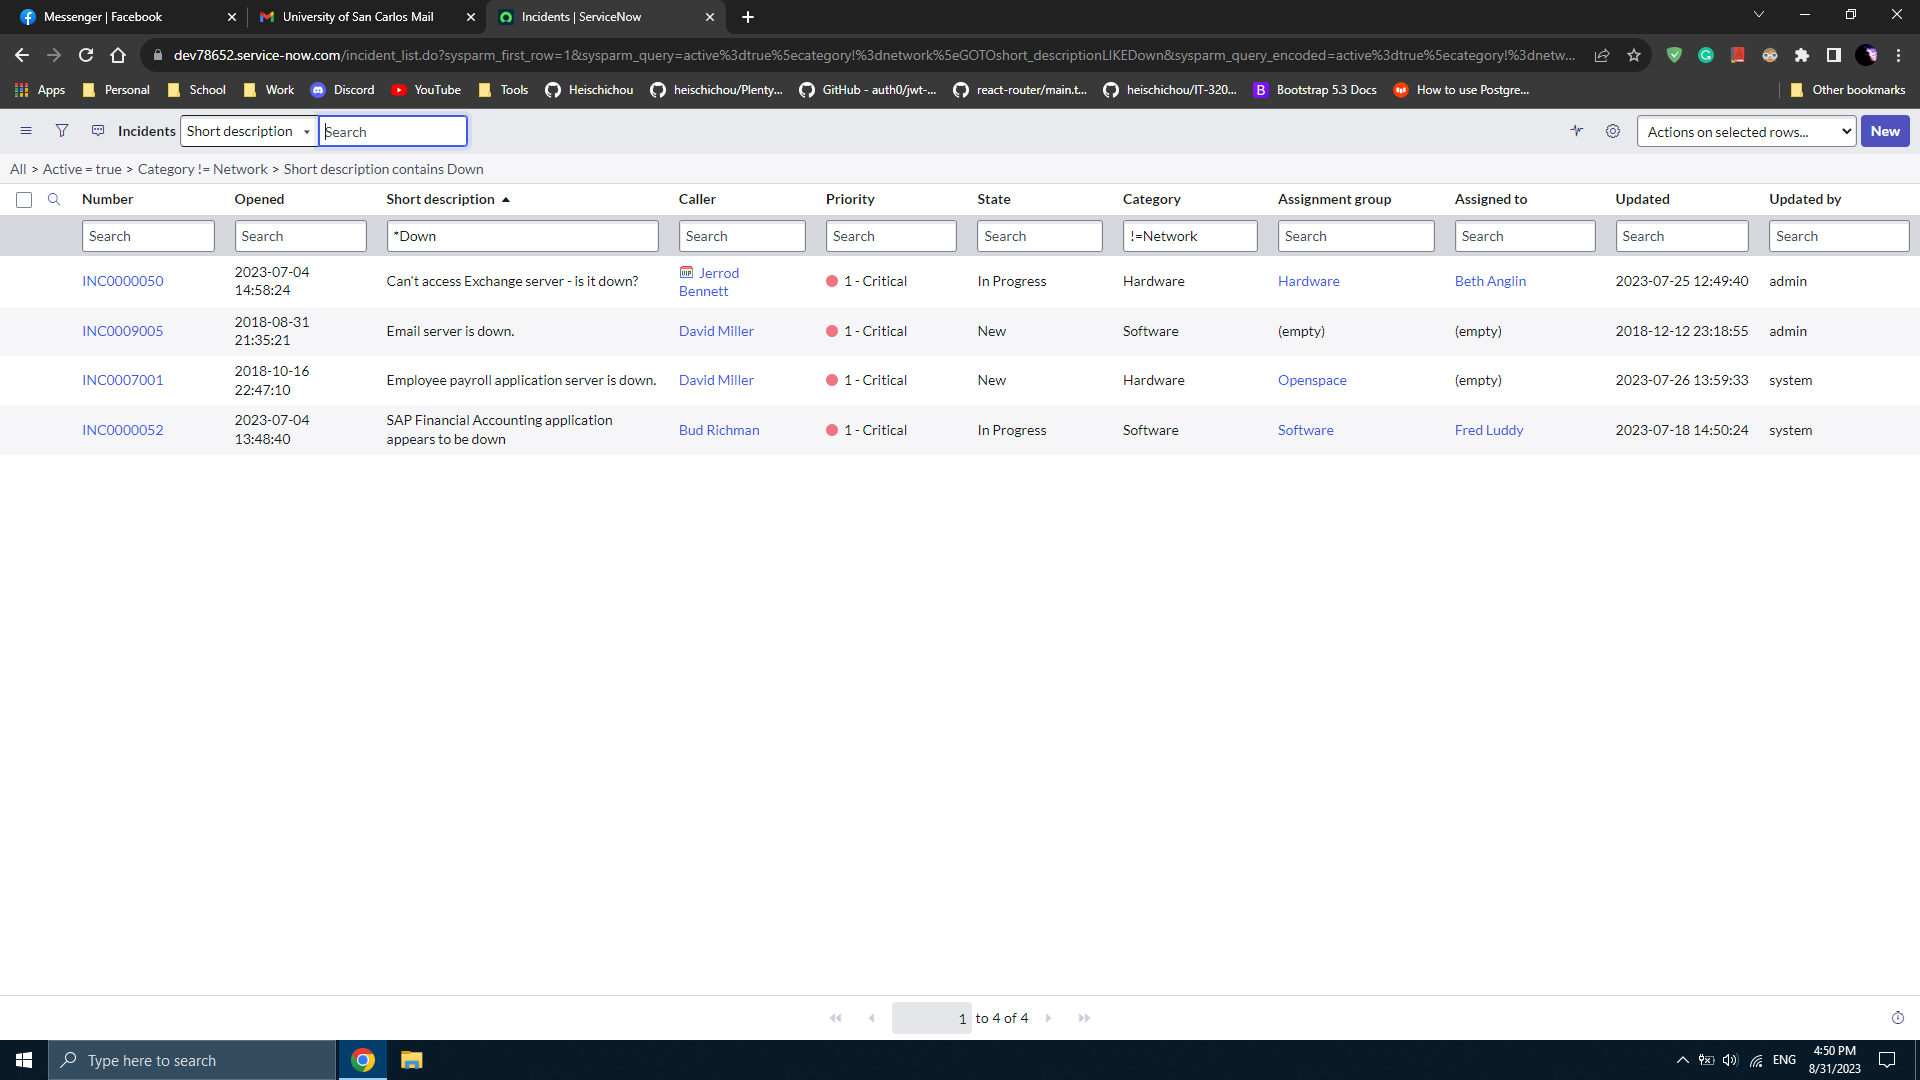 Messenger | Facebook
University of San Carlos Mail
Incidents | ServiceNow
dev78652.service-now.com/incident_list.do?sysparm_first_row=1&sysparm_query=active%3dtrue%5ecategory!%3dnetwork%5eGOTOshort_descriptionLIKEDown&sysparm_query_encoded=active%3dtrue%5ecategory!%3dnetw...
Apps Personal School Work Discord YouTube Tools Heischichou heischichou/Plenty... GitHub - auth0/jwt-... react-router/main.t... heischichou/IT-320... Bootstrap 5.3 Docs How to use Postgre... Other bookmarks
Incidents Short description Search Actions on selected rows... New
All > Active = true > Category != Network > Short description contains Down
Number Opened Short description Caller Priority State Category Assignment group Assigned to Updated Updated by
Search Search *Down Search Search Search !=Network Search Search Search Search
INC0000050 2023-07-04 14:58:24 Can't access Exchange server - is it down? VIP Jerrod Bennett 1 - Critical In Progress Hardware Hardware Beth Anglin 2023-07-25 12:49:40 admin
INC0009005 2018-08-31 21:35:21 Email server is down. David Miller 1 - Critical New Software (empty) (empty) 2018-12-12 23:18:55 admin
INC0007001 2018-10-16 22:47:10 Employee payroll application server is down. David Miller 1 - Critical New Hardware Openspace (empty) 2023-07-26 13:59:33 system
INC0000052 2023-07-04 13:48:40 SAP Financial Accounting application appears to be down Bud Richman 1 - Critical In Progress Software Software Fred Luddy 2023-07-18 14:50:24 system
1 to 4 of 4
Type here to search
ENG
4:50 PM
8/31/2023